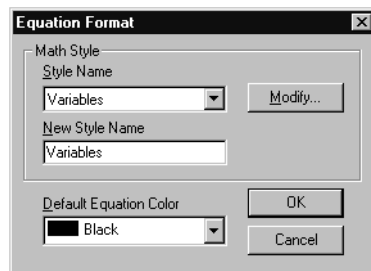 Equation Format
Math Style
Style Name
Variables
Modify...
New Style Name
Variables
Default Equation Color
OK
Black
Cancel